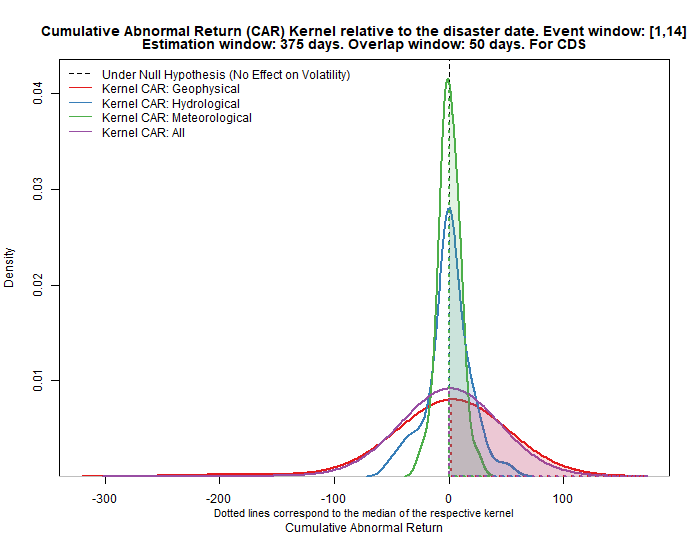 Cumulative Abnormal Return (CAR) Kernel relative to the disaster date. Event window: [1,14]
Estimation window: 375 days. Overlap window: 50 days. For CDS
Under Null Hypothesis (No Effect on Volatility)
Kernel CAR: Geophysical
Kernel CAR: Hydrological
Kernel CAR: Meteorological
Kernel CAR: All
0.04
0.03
0.02
0.01
Density
-300
-200
-100
0
100
Dotted lines correspond to the median of the respective kernel
Cumulative Abnormal Return